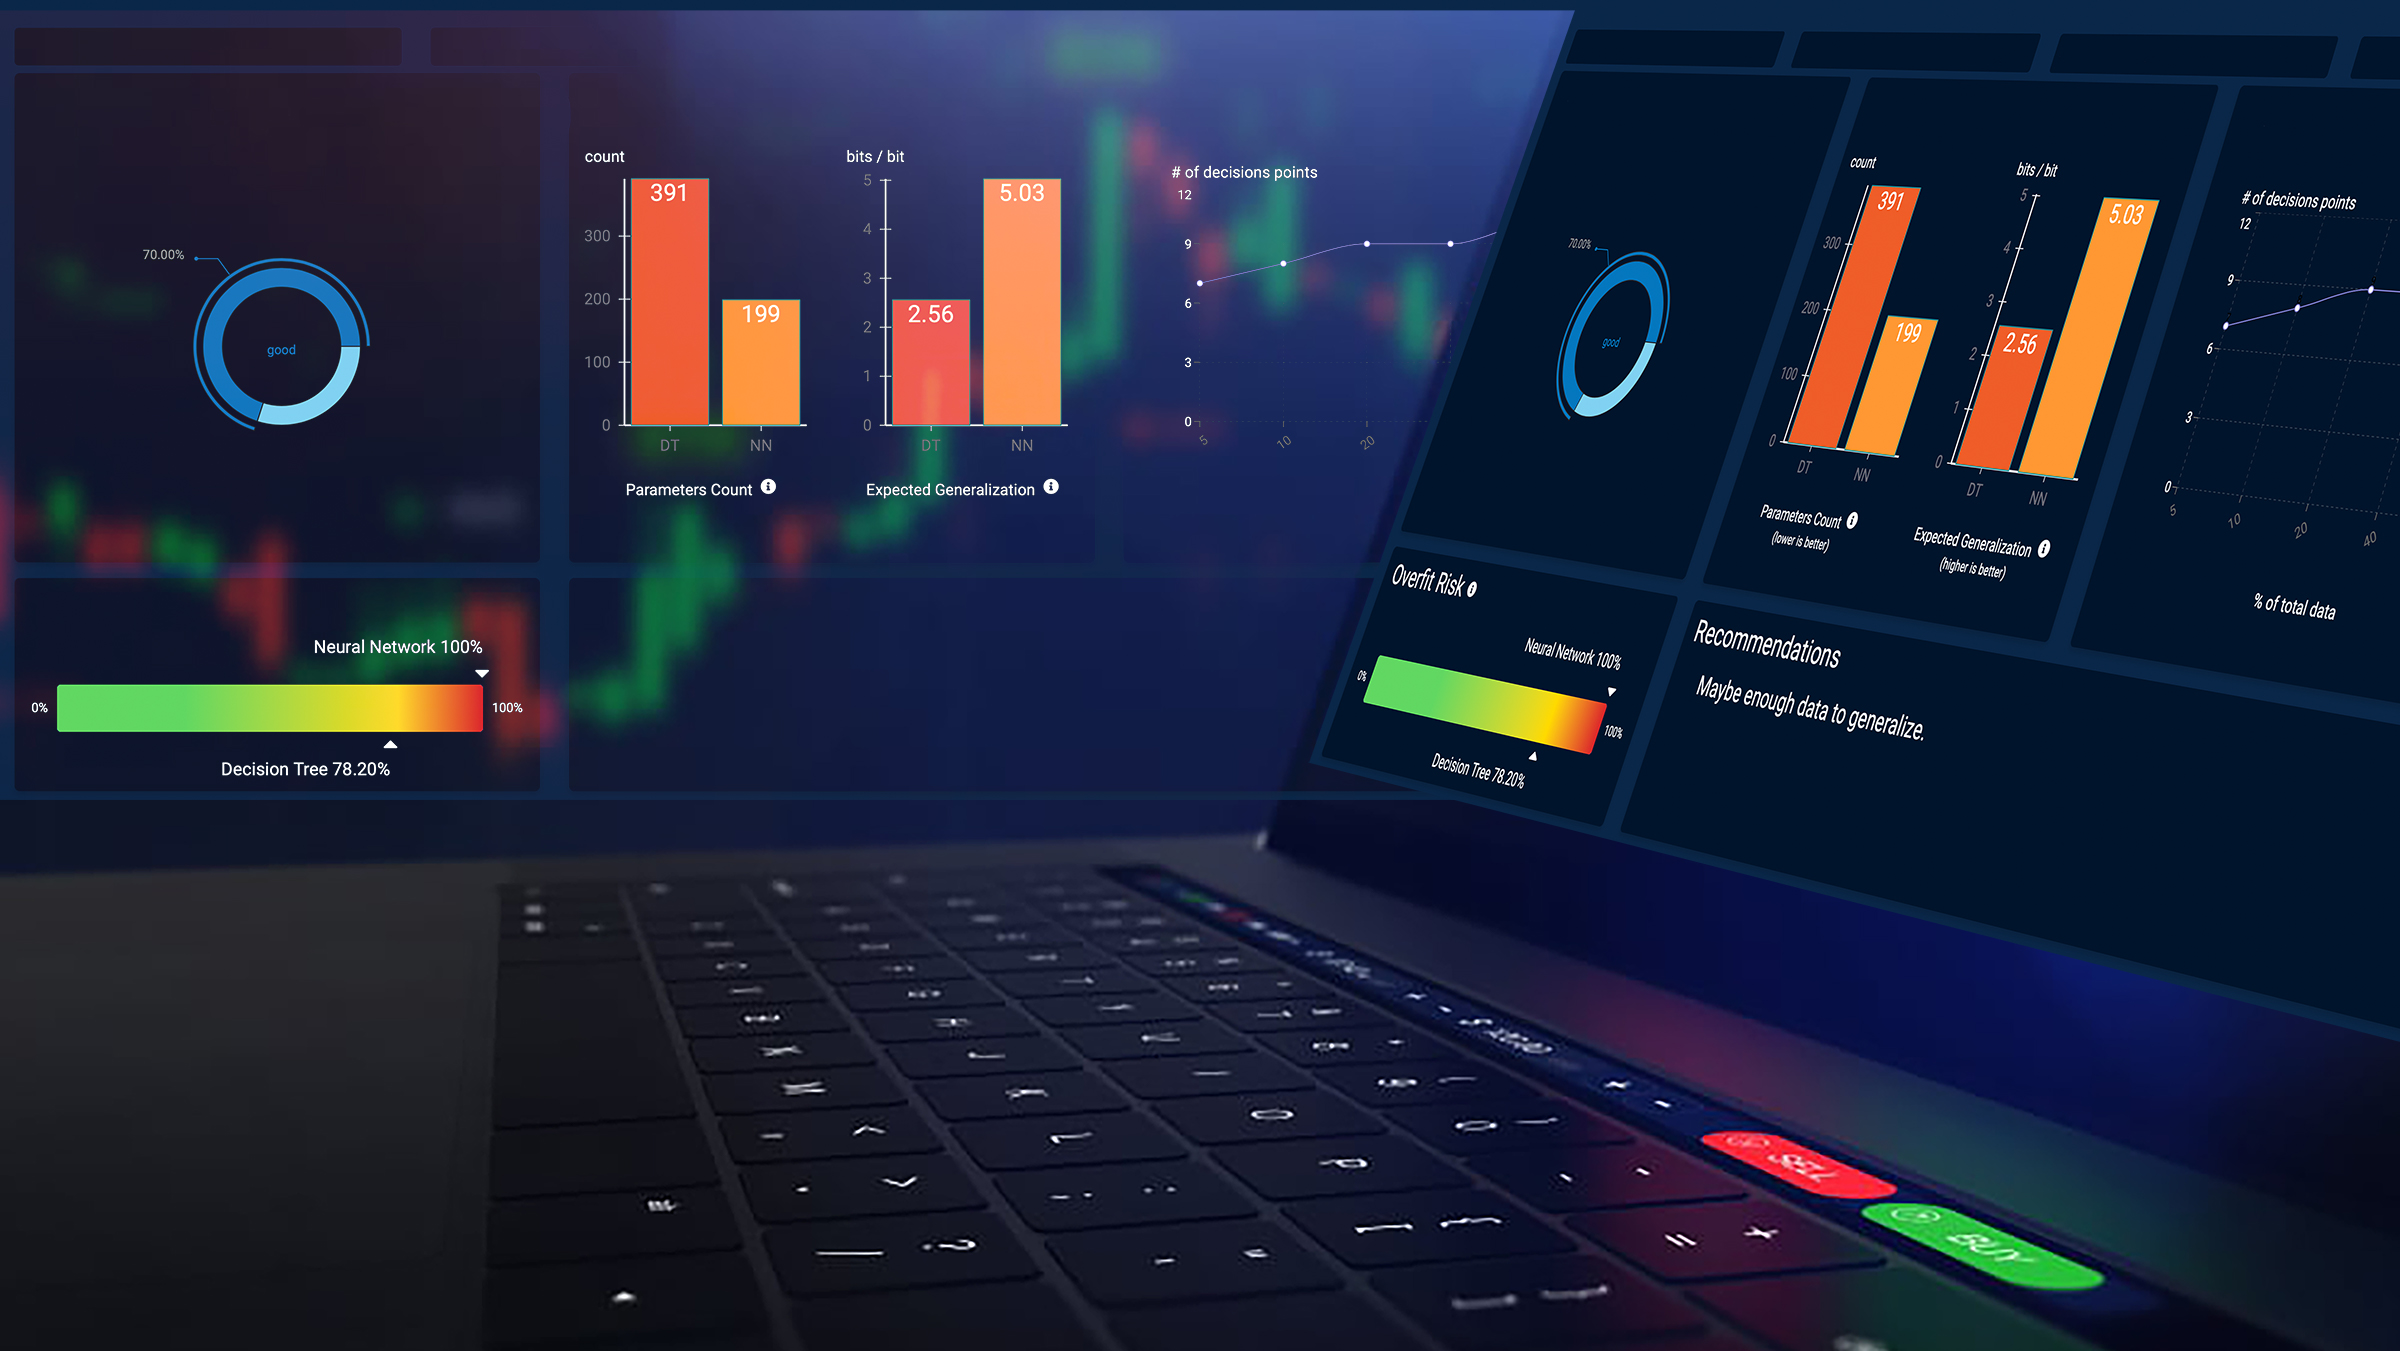 70.00%
good
count
391
300
200
100
0
199
DT
NN
Parameters Count
bits / bit
5
4
3
2
1
0
2.56
5.03
DT
NN
Expected Generalization
# of decisions points
12
9
6
3
0
5
10
20
Neural Network 100%
0%
100%
Decision Tree 78.20%
70.00%
good
count
391
300
200
100
0
199
DT
NN
Parameters Count
(lower is better)
bits / bit
5
4
3
2
1
0
2.56
5.03
DT
NN
Expected Generalization
(higher is better)
# of decisions points
12
9
6
3
0
5
10
20
40
% of total data
Overfit Risk
Neural Network 100%
0%
100%
Decision Tree 78.20%
Recommendations
Maybe enough data to generalize.
SELL
BUY